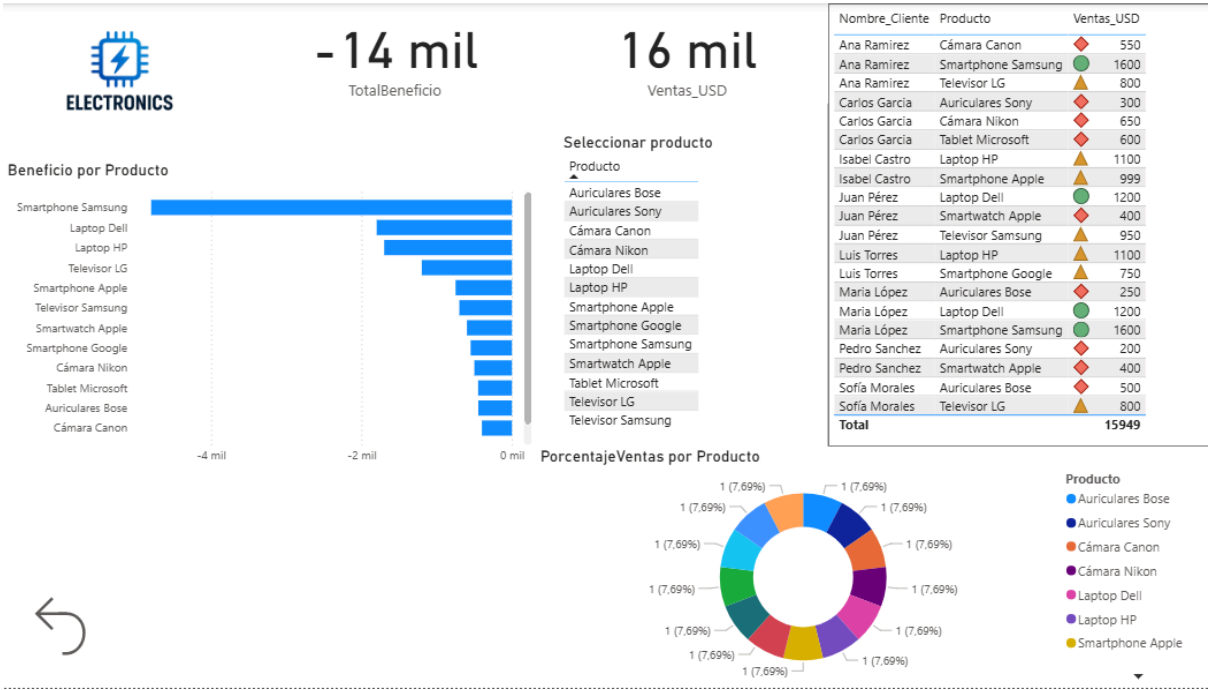 ELECTRONICS
-14 mil
TotalBeneficio
16 mil
Ventas_USD
Beneficio por Producto
Smartphone Samsung
Laptop Dell
Laptop HP
Televisor LG
Smartphone Apple
Televisor Samsung
Smartwatch Apple
Smartphone Google
Cámara Nikon
Tablet Microsoft
Auriculares Bose
Cámara Canon
-4 mil -2 mil 0 mil
Seleccionar producto
Producto
Auriculares Bose
Auriculares Sony
Cámara Canon
Cámara Nikon
Laptop Dell
Laptop HP
Smartphone Apple
Smartphone Google
Smartphone Samsung
Smartwatch Apple
Tablet Microsoft
Televisor LG
Televisor Samsung
Nombre_Cliente Producto Ventas_USD
Ana Ramirez Cámara Canon 550
Ana Ramirez Smartphone Samsung 1600
Ana Ramirez Televisor LG 800
Carlos Garcia Auriculares Sony 300
Carlos Garcia Cámara Nikon 650
Carlos Garcia Tablet Microsoft 600
Isabel Castro Laptop HP 1100
Isabel Castro Smartphone Apple 999
Juan Pérez Laptop Dell 1200
Juan Pérez Smartwatch Apple 400
Juan Pérez Televisor Samsung 950
Luis Torres Laptop HP 1100
Luis Torres Smartphone Google 750
Maria López Auriculares Bose 250
Maria López Laptop Dell 1200
Maria López Smartphone Samsung 1600
Pedro Sanchez Auriculares Sony 200
Pedro Sanchez Smartwatch Apple 400
Sofía Morales Auriculares Bose 500
Sofía Morales Televisor LG 800
Total 15949
PorcentajeVentas por Producto
1 (7,69%)
1 (7,69%)
1 (7,69%)
1 (7,69%)
1 (7,69%)
1 (7,69%)
1 (7,69%)
1 (7,69%)
1 (7,69%)
1 (7,69%)
1 (7,69%)
1 (7,69%)
1 (7,69%)
Producto
Auriculares Bose
Auriculares Sony
Cámara Canon
Cámara Nikon
Laptop Dell
Laptop HP
Smartphone Apple